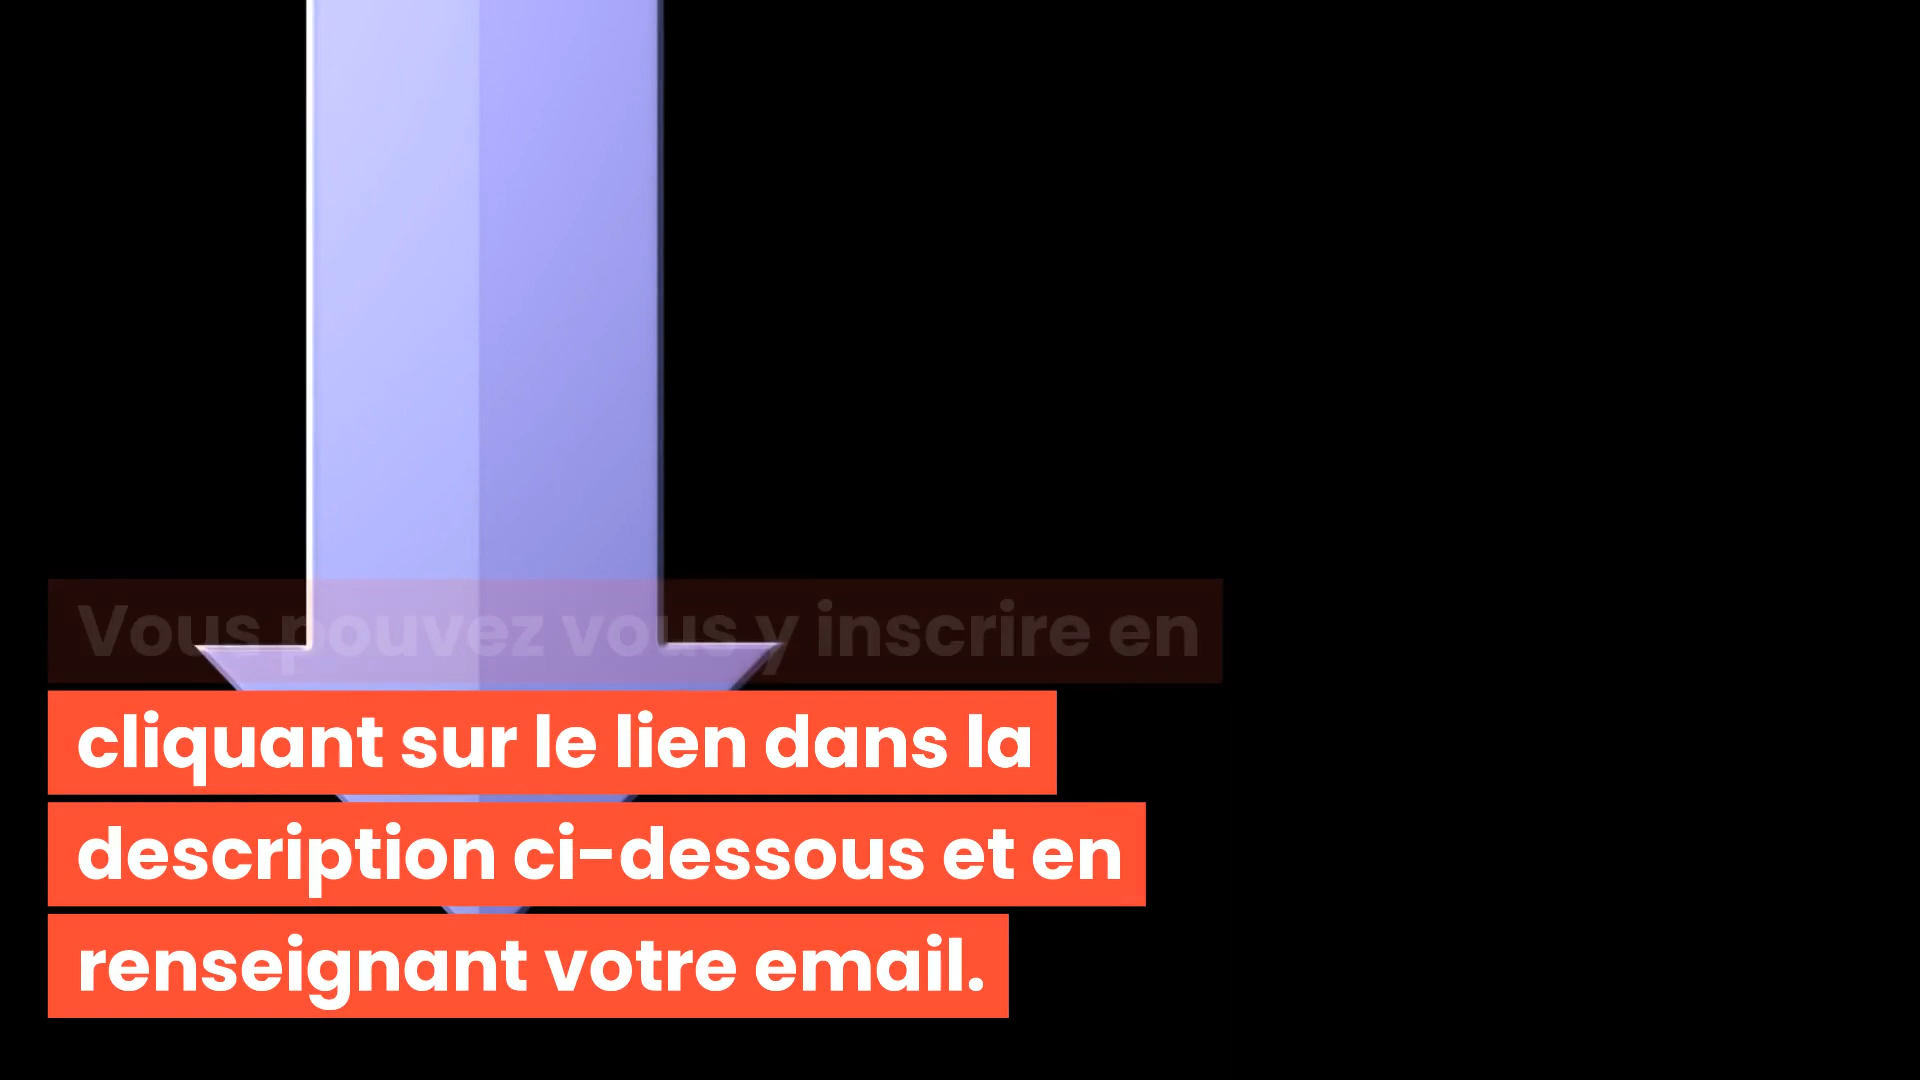 Vous pouvez vous y inscrire en
cliquant sur le lien dans la
description ci-dessous et en
renseignant votre email.